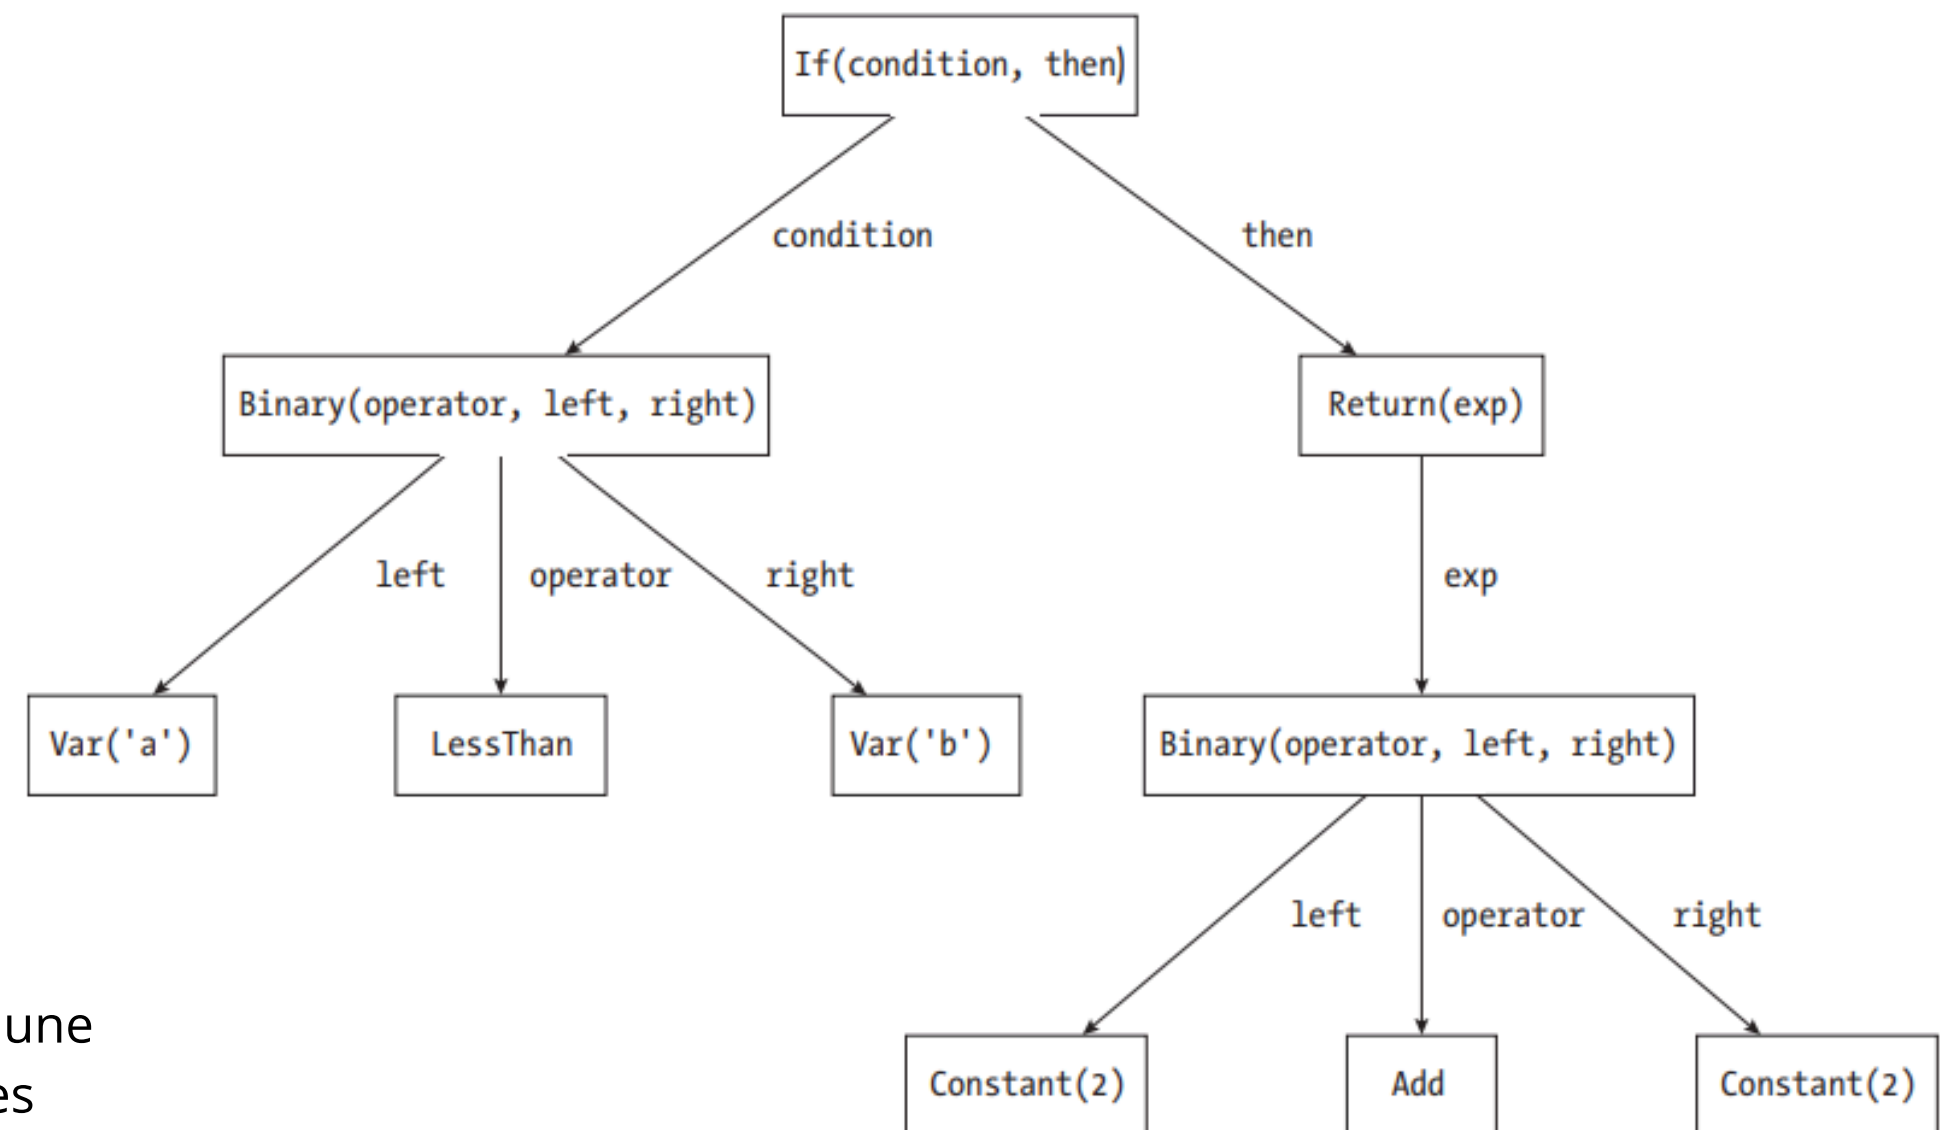 If(condition, then)
condition
then
Binary(operator, left, right)
Return(exp)
left
operator
right
exp
Var('a')
LessThan
Var('b')
Binary(operator, left, right)
left
operator
right
une
Constant(2)
Add
Constant(2)
es